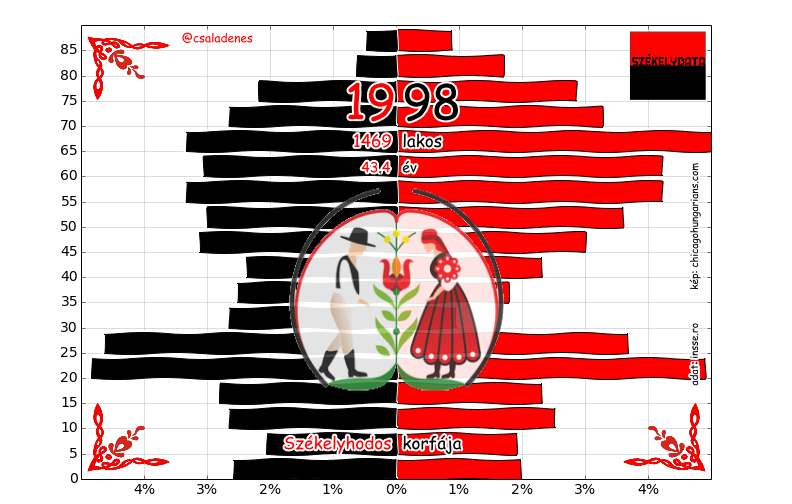 @csaladenes
SZÉKELYDATA
1998
1469 lakos
43.4 év
kép: chicagohungarians.com
adat: insse.ro
Székelyhodos korfája
85
80
75
70
65
60
55
50
45
40
35
30
25
20
15
10
5
0
4% 3% 2% 1% 0% 1% 2% 3% 4%